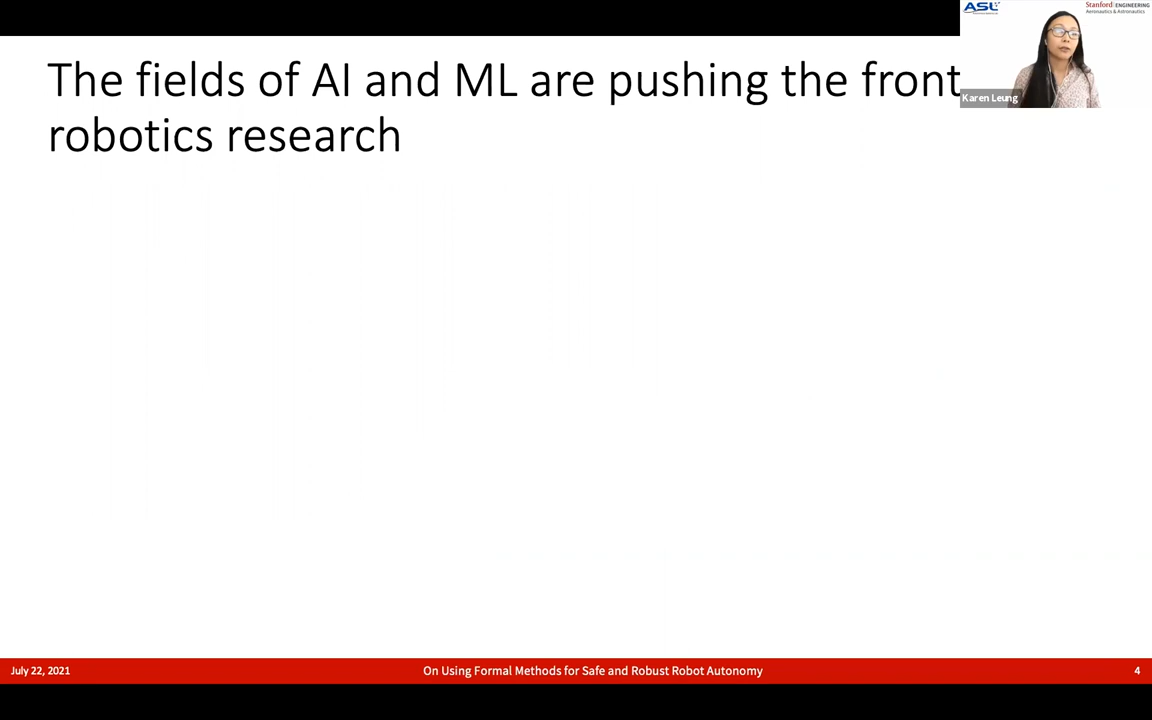 ASL
Stanford ENGINEERING
Aeronautics & Astronautics
The fields of AI and ML are pushing the front
robotics research
Karen Leung
July 22, 2021
On Using Formal Methods for Safe and Robust Robot Autonomy
4